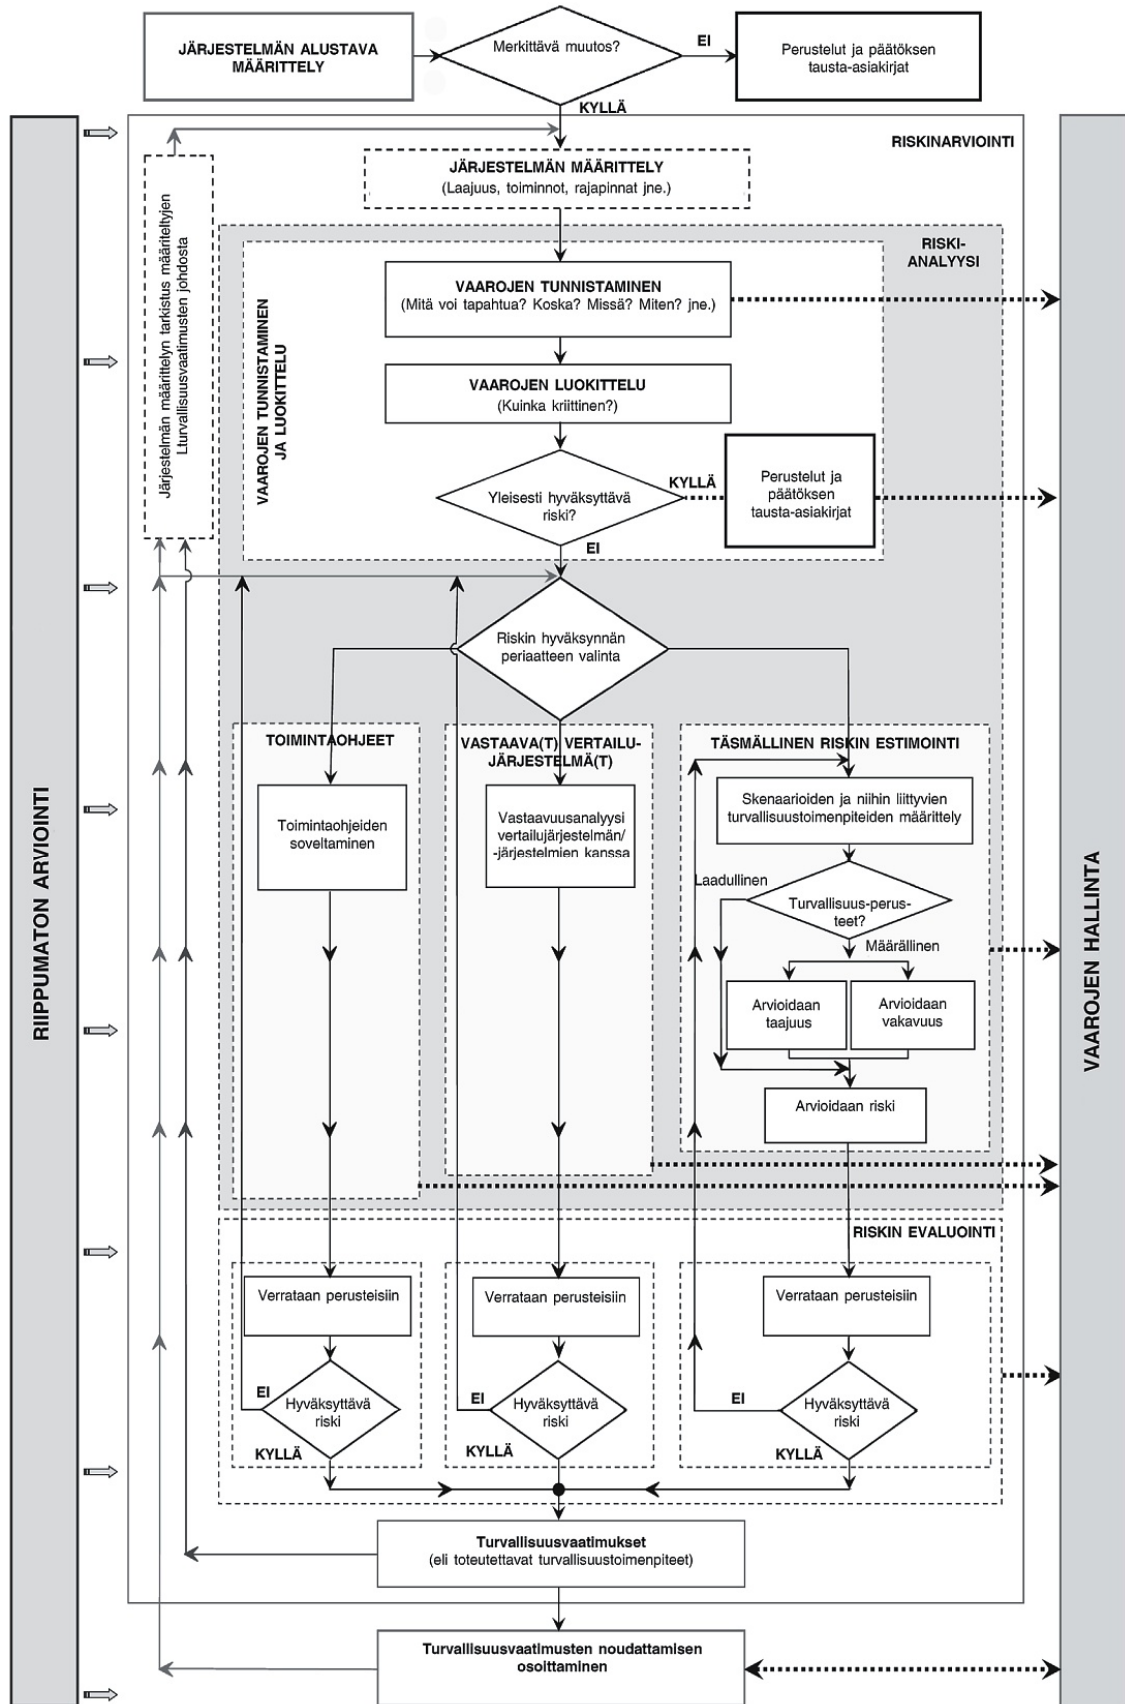 JÄRJESTELMÄN ALUSTAVA
MÄÄRITTELY
Merkittävä muutos?
EI
Perustelut ja päätöksen
tausta-asiakirjat
KYLLÄ
RISKINARVIOINTI
JÄRJESTELMÄN MÄÄRITTELY
(Laajuus, toiminnot, rajapinnat jne.)
Järjestelmän määrittelyn tarkistus määriteltyjen
Lturvallisuusvaatimusten johdosta
RISKI-
ANALYYSI
VAAROJEN TUNNISTAMINEN
JA LUOKITTELU
VAAROJEN TUNNISTAMINEN
(Mitä voi tapahtua? Koska? Missä? Miten? jne.)
VAAROJEN LUOKITTELU
(Kuinka kriittinen?)
Yleisesti hyväksyttävä
riski?
KYLLÄ
Perustelut ja
päätöksen
tausta-asiakirjat
EI
Riskin hyväksynnän
periaatteen valinta
TOIMINTAOHJEET
VASTAAVA(T) VERTAILU-
JÄRJESTELMÄ(T)
TÄSMÄLLINEN RISKIN ESTIMOINTI
Toimintaohjeiden
soveltaminen
Vastaavuusanalyysi
vertailujärjestelmän/
-järjestelmien kanssa
Skenaarioiden ja niihin liittyvien
turvallisuustoimenpiteiden määrittely
Laadullinen
Turvallisuus-perus-
teet?
Määrällinen
Arvioidaan
taajuus
Arvioidaan
vakavuus
Arvioidaan riski
RIIPPUMATON ARVIOINTI
VAAROJEN HALLINTA
RISKIN EVALUOINTI
Verrataan perusteisiin
Verrataan perusteisiin
Verrataan perusteisiin
EI
Hyväksyttävä
riski
KYLLÄ
EI
Hyväksyttävä
riski
KYLLÄ
EI
Hyväksyttävä
riski
KYLLÄ
Turvallisuusvaatimukset
(eli toteutettavat turvallisuustoimenpiteet)
Turvallisuusvaatimusten noudattamisen
osoittaminen